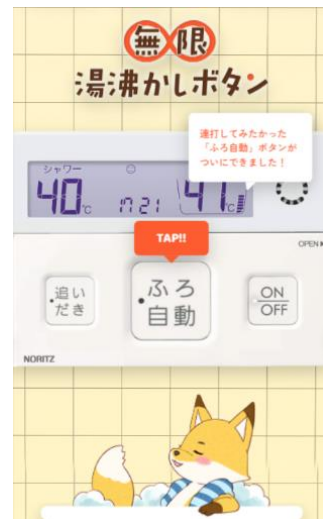 無限
湯沸かしボタン
連打してみたかった
「ふろ自動」ボタンが
ついにできました！
シャワー
40℃ 17:21 41℃
TAP!!
OPEN
追い
だき
ふろ
自動
ON
OFF
NORITZ